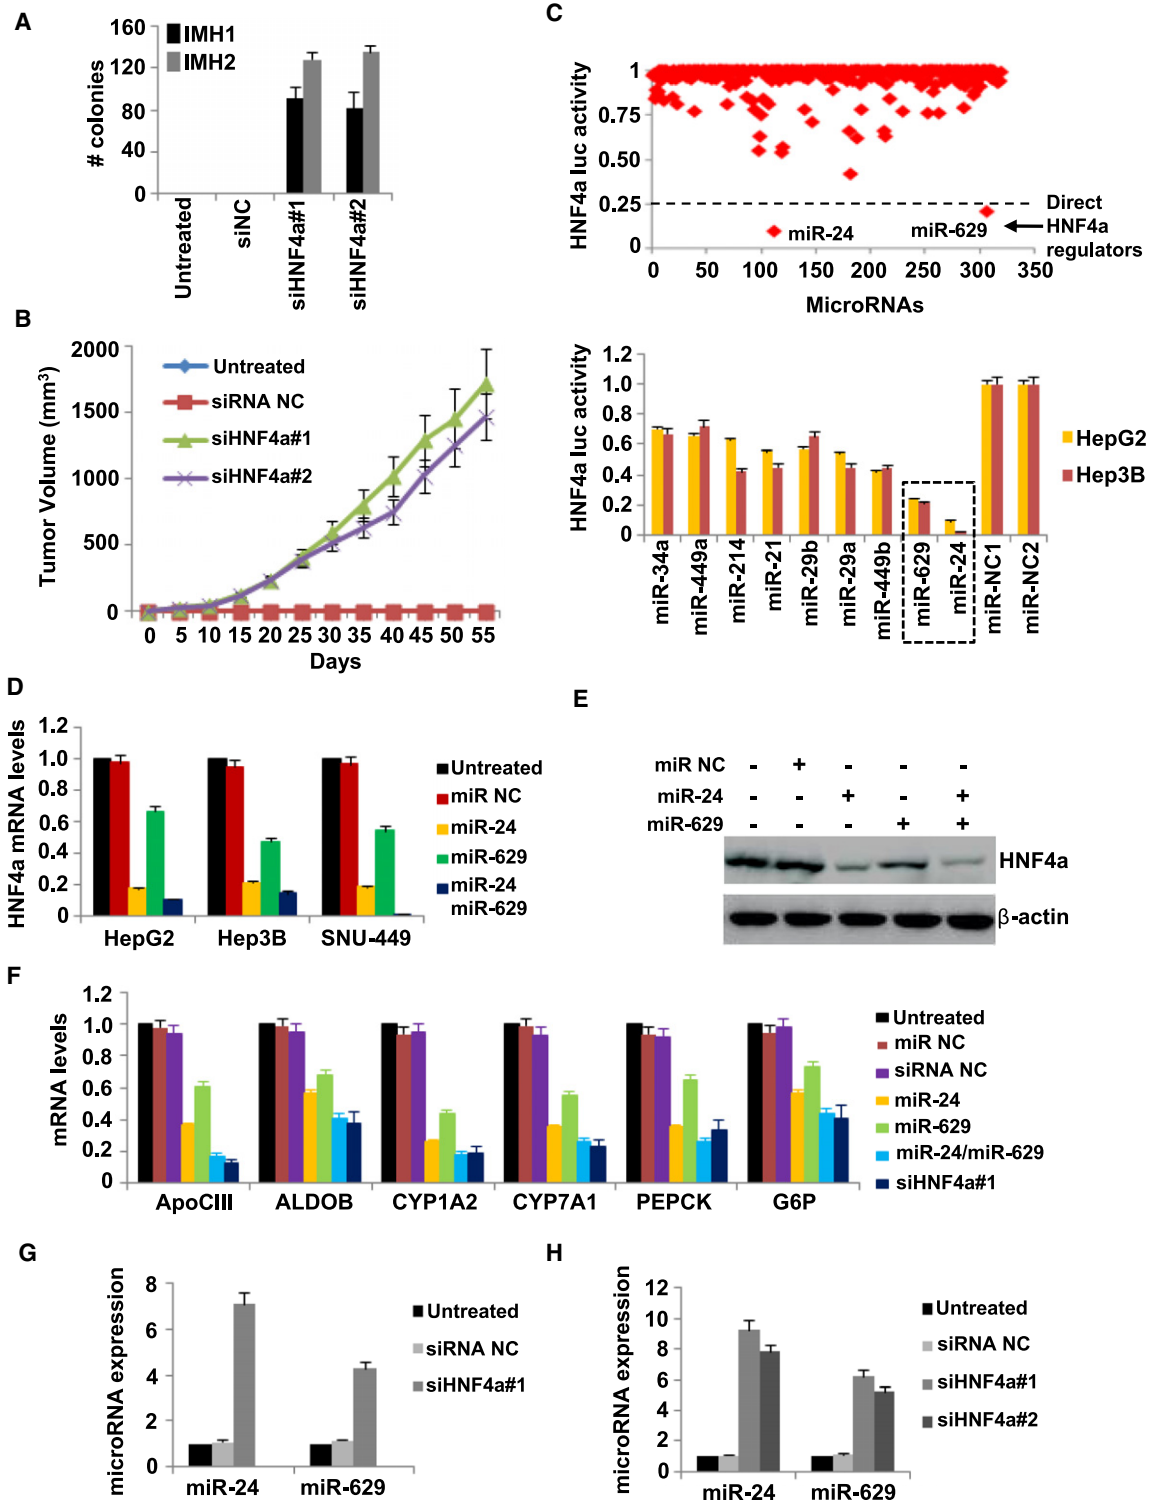 A
# colonies
160
120
80
40
0
IMH1
IMH2
Untreated
siNC
siHNF4a#1
siHNF4a#2
B
Tumor Volume (mm³)
2000
1500
1000
500
0
Untreated
siRNA NC
siHNF4a#1
siHNF4a#2
0 5 10 15 20 25 30 35 40 45 50 55
Days
C
HNF4a luc activity
1
0.75
0.50
0.25
0
miR-24
miR-629
Direct
HNF4a
regulators
0 50 100 150 200 250 300 350
MicroRNAs
HNF4a luc activity
1.2
1.0
0.8
0.6
0.4
0.2
0
HepG2
Hep3B
miR-34a
miR-449a
miR-214
miR-21
miR-29b
miR-29a
miR-449b
miR-629
miR-24
miR-NC1
miR-NC2
D
HNF4a mRNA levels
1.2
1.0
0.8
0.6
0.4
0.2
0
HepG2 Hep3B SNU-449
Untreated
miR NC
miR-24
miR-629
miR-24
miR-629
E
miR NC - + - - -
miR-24 - - + - +
miR-629 - - - + +
HNF4a
β-actin
F
mRNA levels
1.2
1.0
0.8
0.6
0.4
0.2
0
ApoCIII ALDOB CYP1A2 CYP7A1 PEPCK G6P
Untreated
miR NC
siRNA NC
miR-24
miR-629
miR-24/miR-629
siHNF4a#1
G
microRNA expression
8
6
4
2
0
miR-24 miR-629
Untreated
siRNA NC
siHNF4a#1
H
microRNA expression
12
10
8
6
4
2
0
miR-24 miR-629
Untreated
siRNA NC
siHNF4a#1
siHNF4a#2